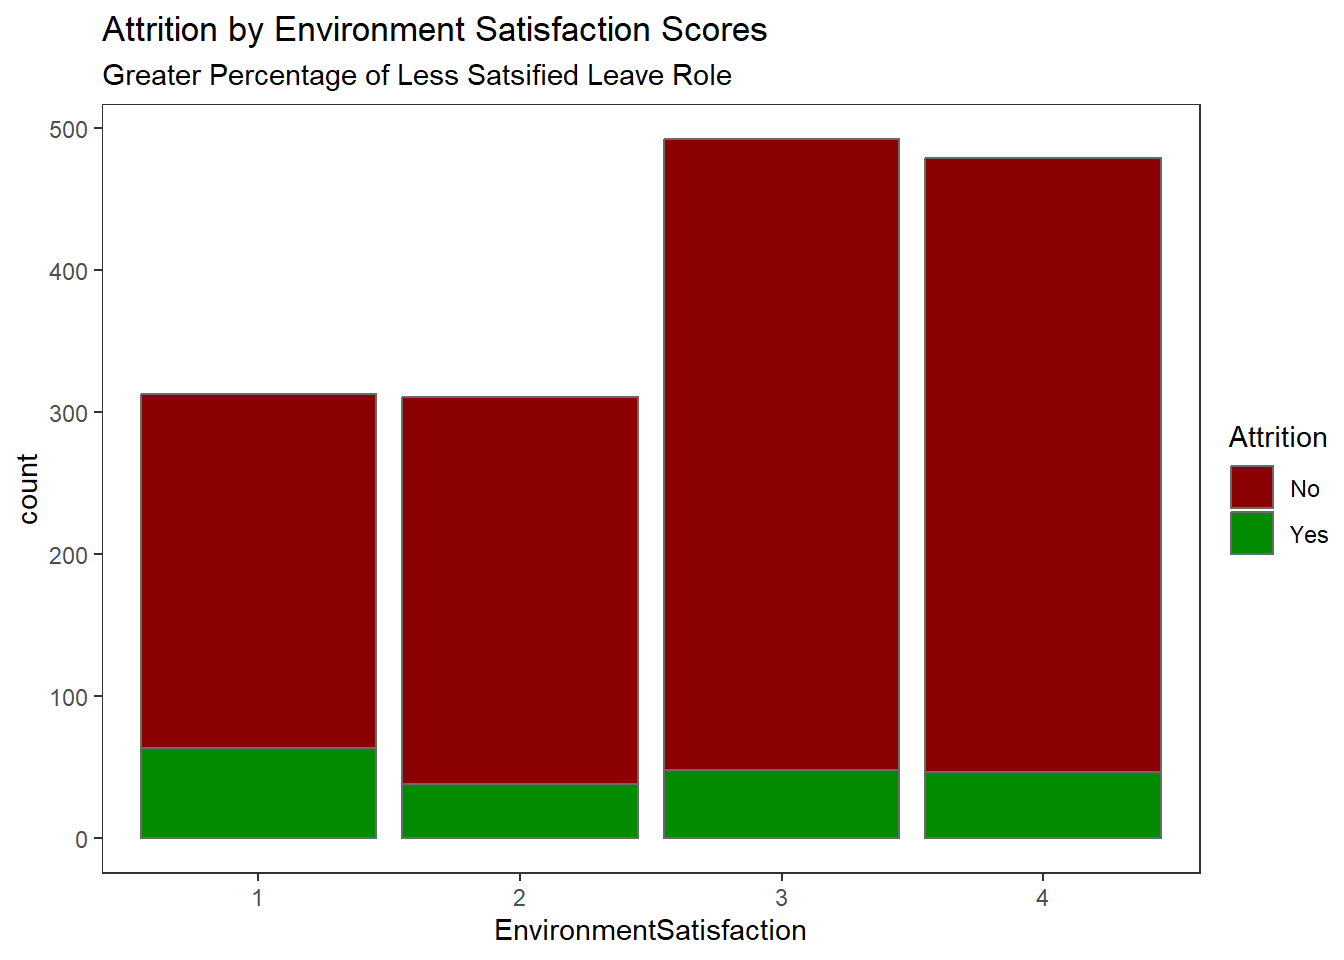 Attrition by Environment Satisfaction Scores
Greater Percentage of Less Satsified Leave Role
500
400
300
200
100
0
count
1 2 3 4
EnvironmentSatisfaction
Attrition
No
Yes